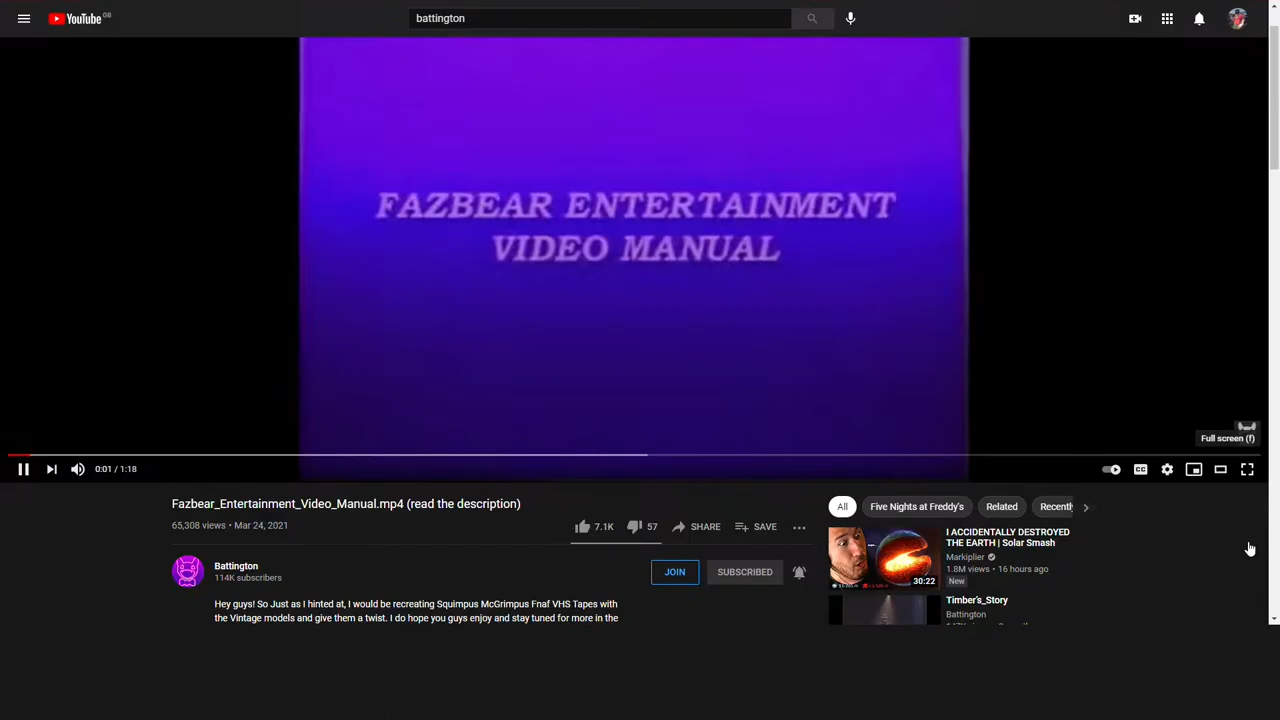 YouTube GB
battington
FAZBEAR ENTERTAINMENT
VIDEO MANUAL
Full screen (f)
0:01 / 1:18
CC
Fazbear_Entertainment_Video_Manual.mp4 (read the description)
65,308 views • Mar 24, 2021
7.1K
57
SHARE
SAVE
Battington
114K subscribers
JOIN
SUBSCRIBED
Hey guys! So Just as I hinted at, I would be recreating Squimpus McGrimpus Fnaf VHS Tapes with
the Vintage models and give them a twist. I do hope you guys enjoy and stay tuned for more in the
All
Five Nights at Freddy's
Related
Recently
30:22
I ACCIDENTALLY DESTROYED
THE EARTH | Solar Smash
Markiplier
1.8M views • 16 hours ago
New
Timber's_Story
Battington